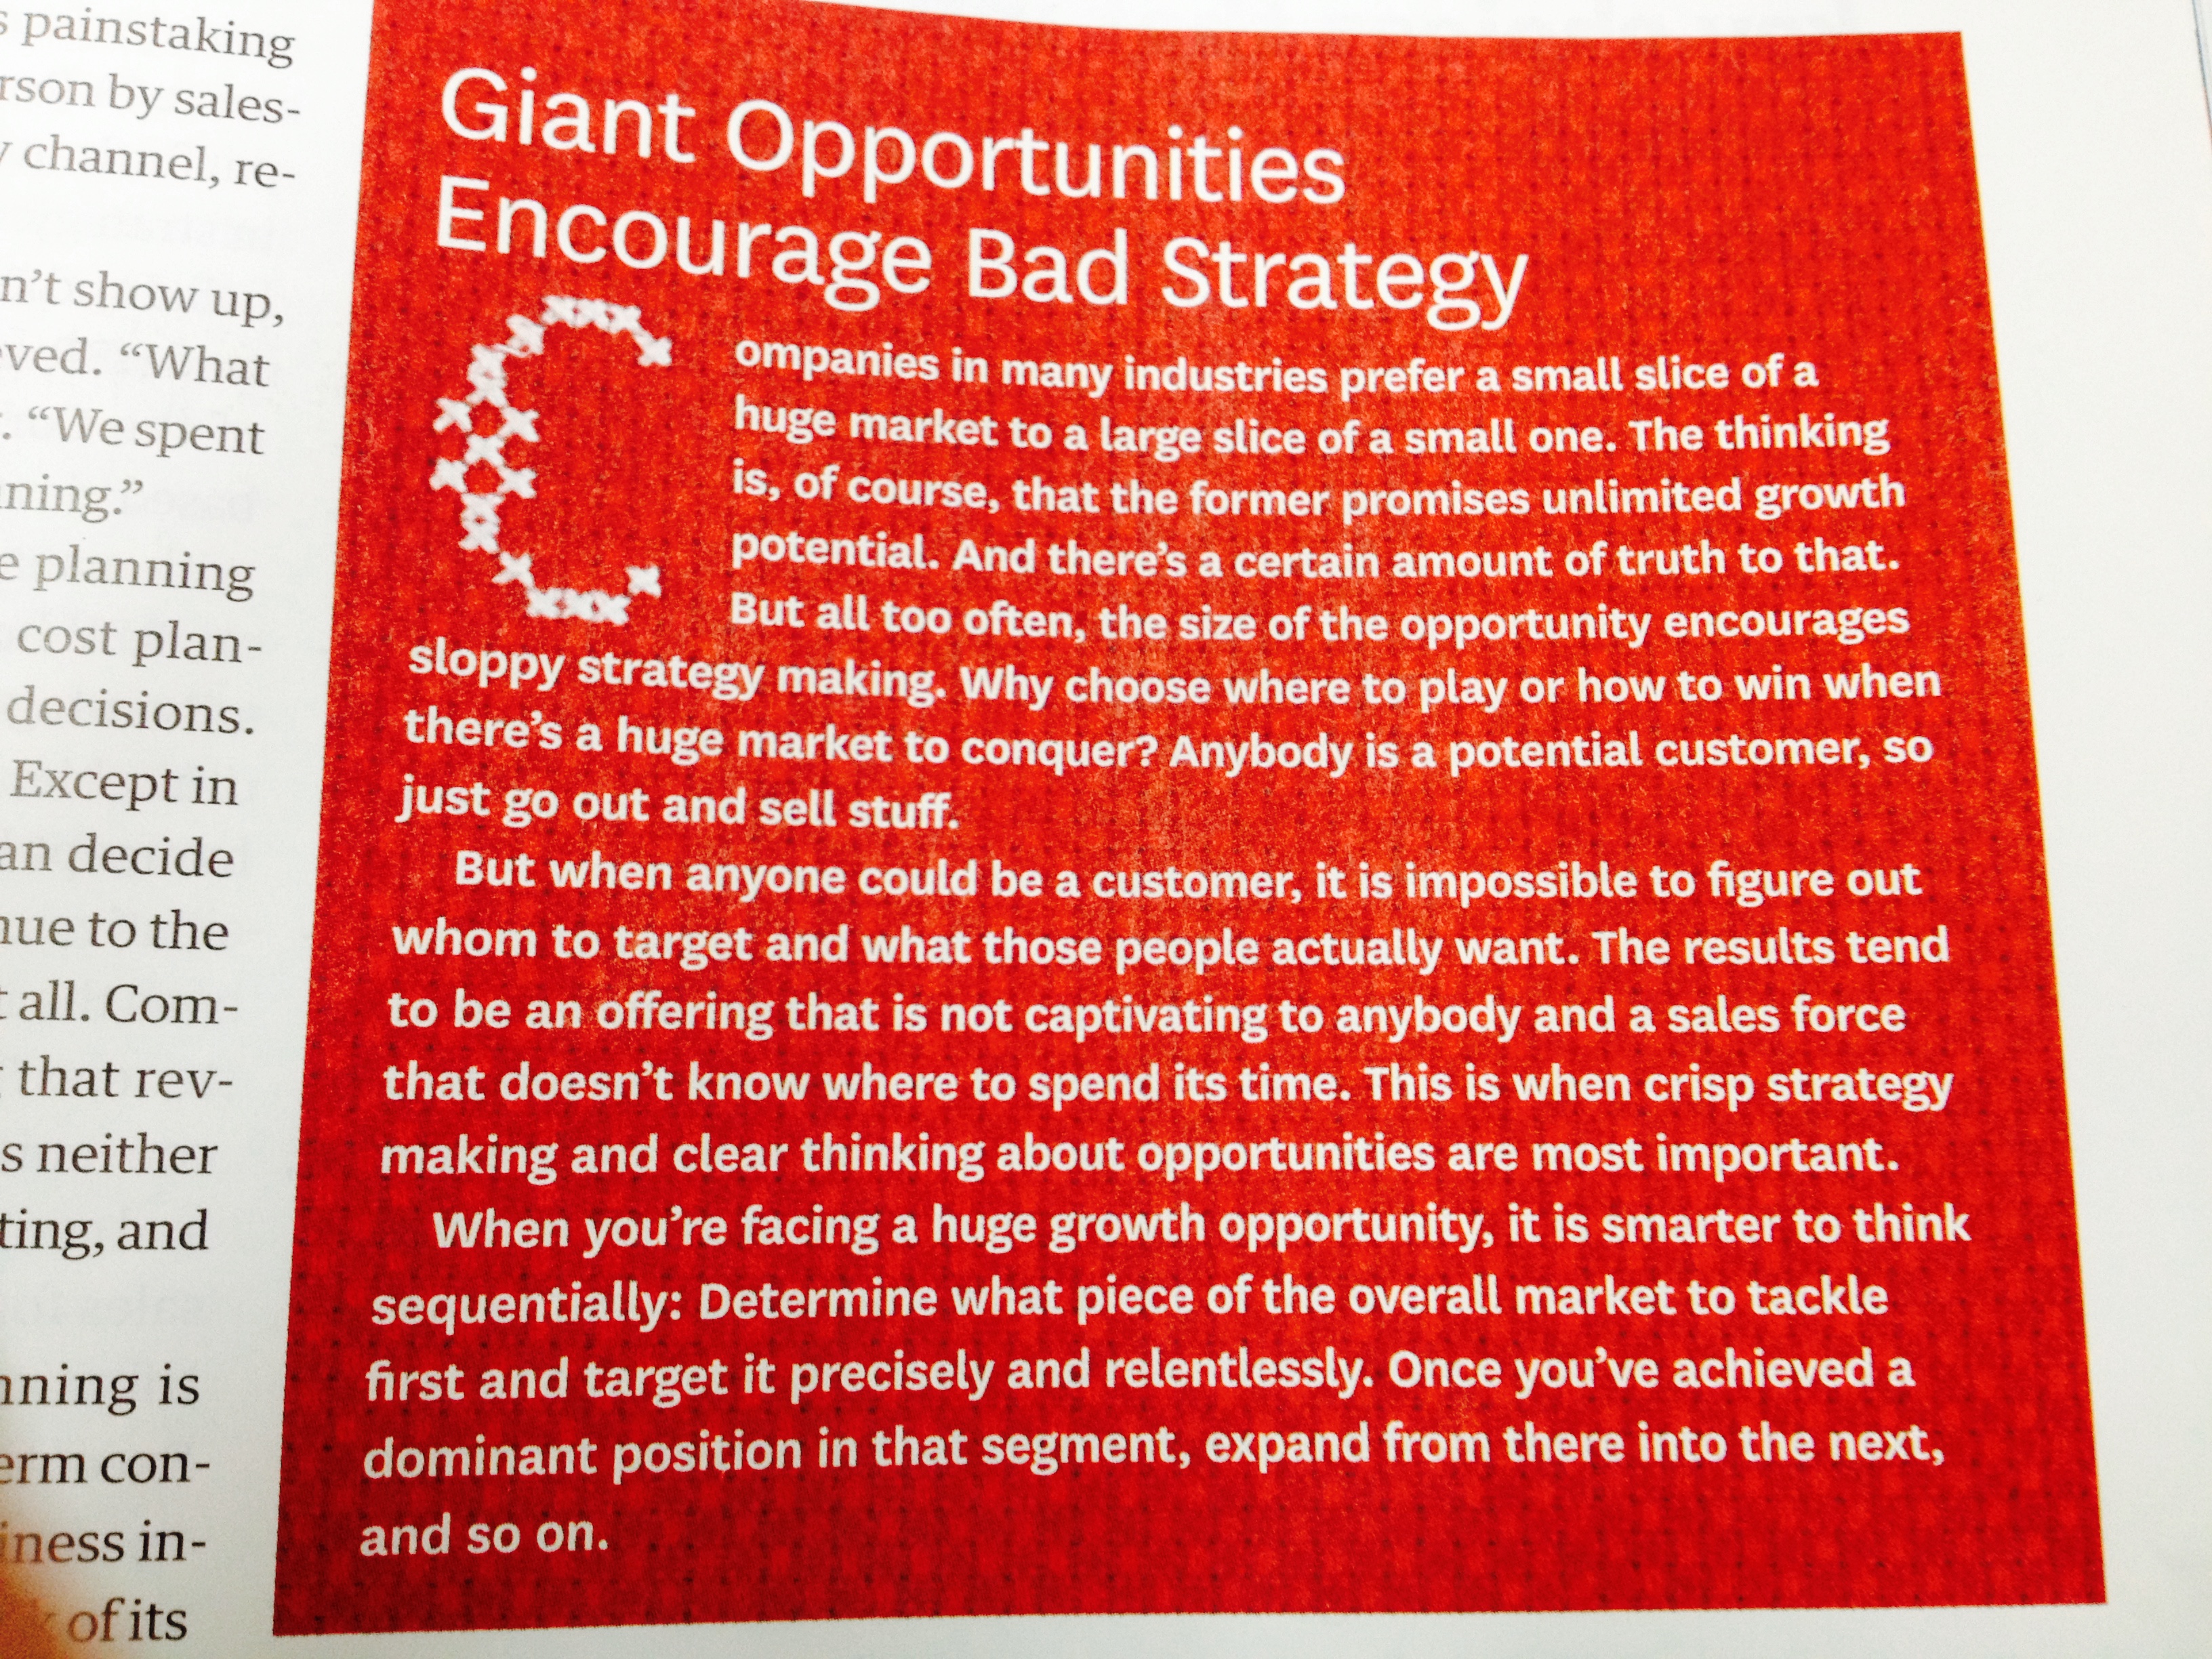 painstaking
by sales-
channel, re-
show up,
“What
“We spent
planning
cost plan-
decisions.
Except in
decide
to the
all. Com-
that rev-
neither
and
is
con-
in-
of its
Giant Opportunities
Encourage Bad Strategy
Companies in many industries prefer a small slice of a
huge market to a large slice of a small one. The thinking
is, of course, that the former promises unlimited growth
potential. And there’s a certain amount of truth to that.
But all too often, the size of the opportunity encourages
sloppy strategy making. Why choose where to play or how to win when
there’s a huge market to conquer? Anybody is a potential customer, so
just go out and sell stuff.
But when anyone could be a customer, it is impossible to figure out
whom to target and what those people actually want. The results tend
to be an offering that is not captivating to anybody and a sales force
that doesn’t know where to spend its time. This is when crisp strategy
making and clear thinking about opportunities are most important.
When you’re facing a huge growth opportunity, it is smarter to think
sequentially: Determine what piece of the overall market to tackle
first and target it precisely and relentlessly. Once you’ve achieved a
dominant position in that segment, expand from there into the next,
and so on.